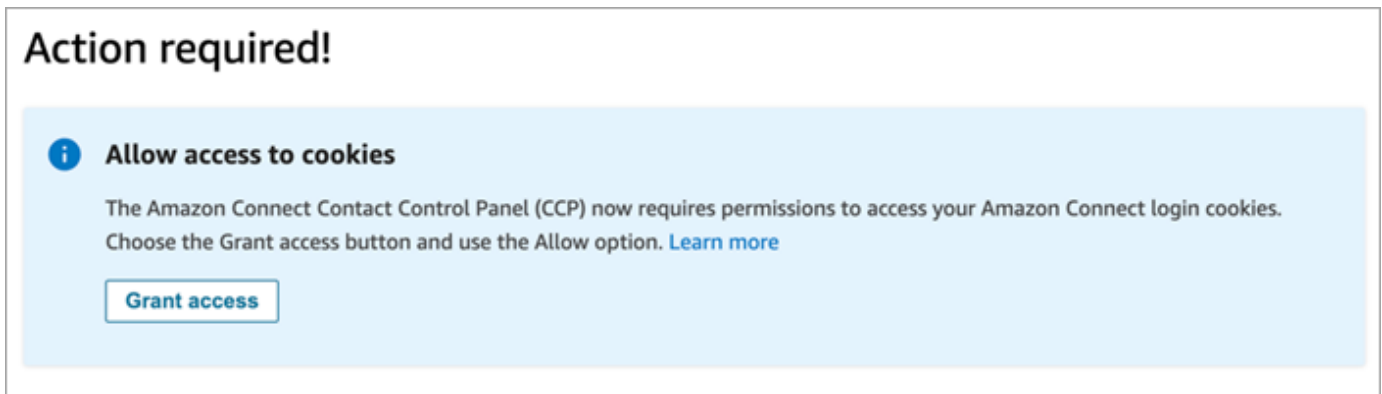 Action required!
Allow access to cookies
The Amazon Connect Contact Control Panel (CCP) now requires permissions to access your Amazon Connect login cookies.
Choose the Grant access button and use the Allow option. Learn more
Grant access